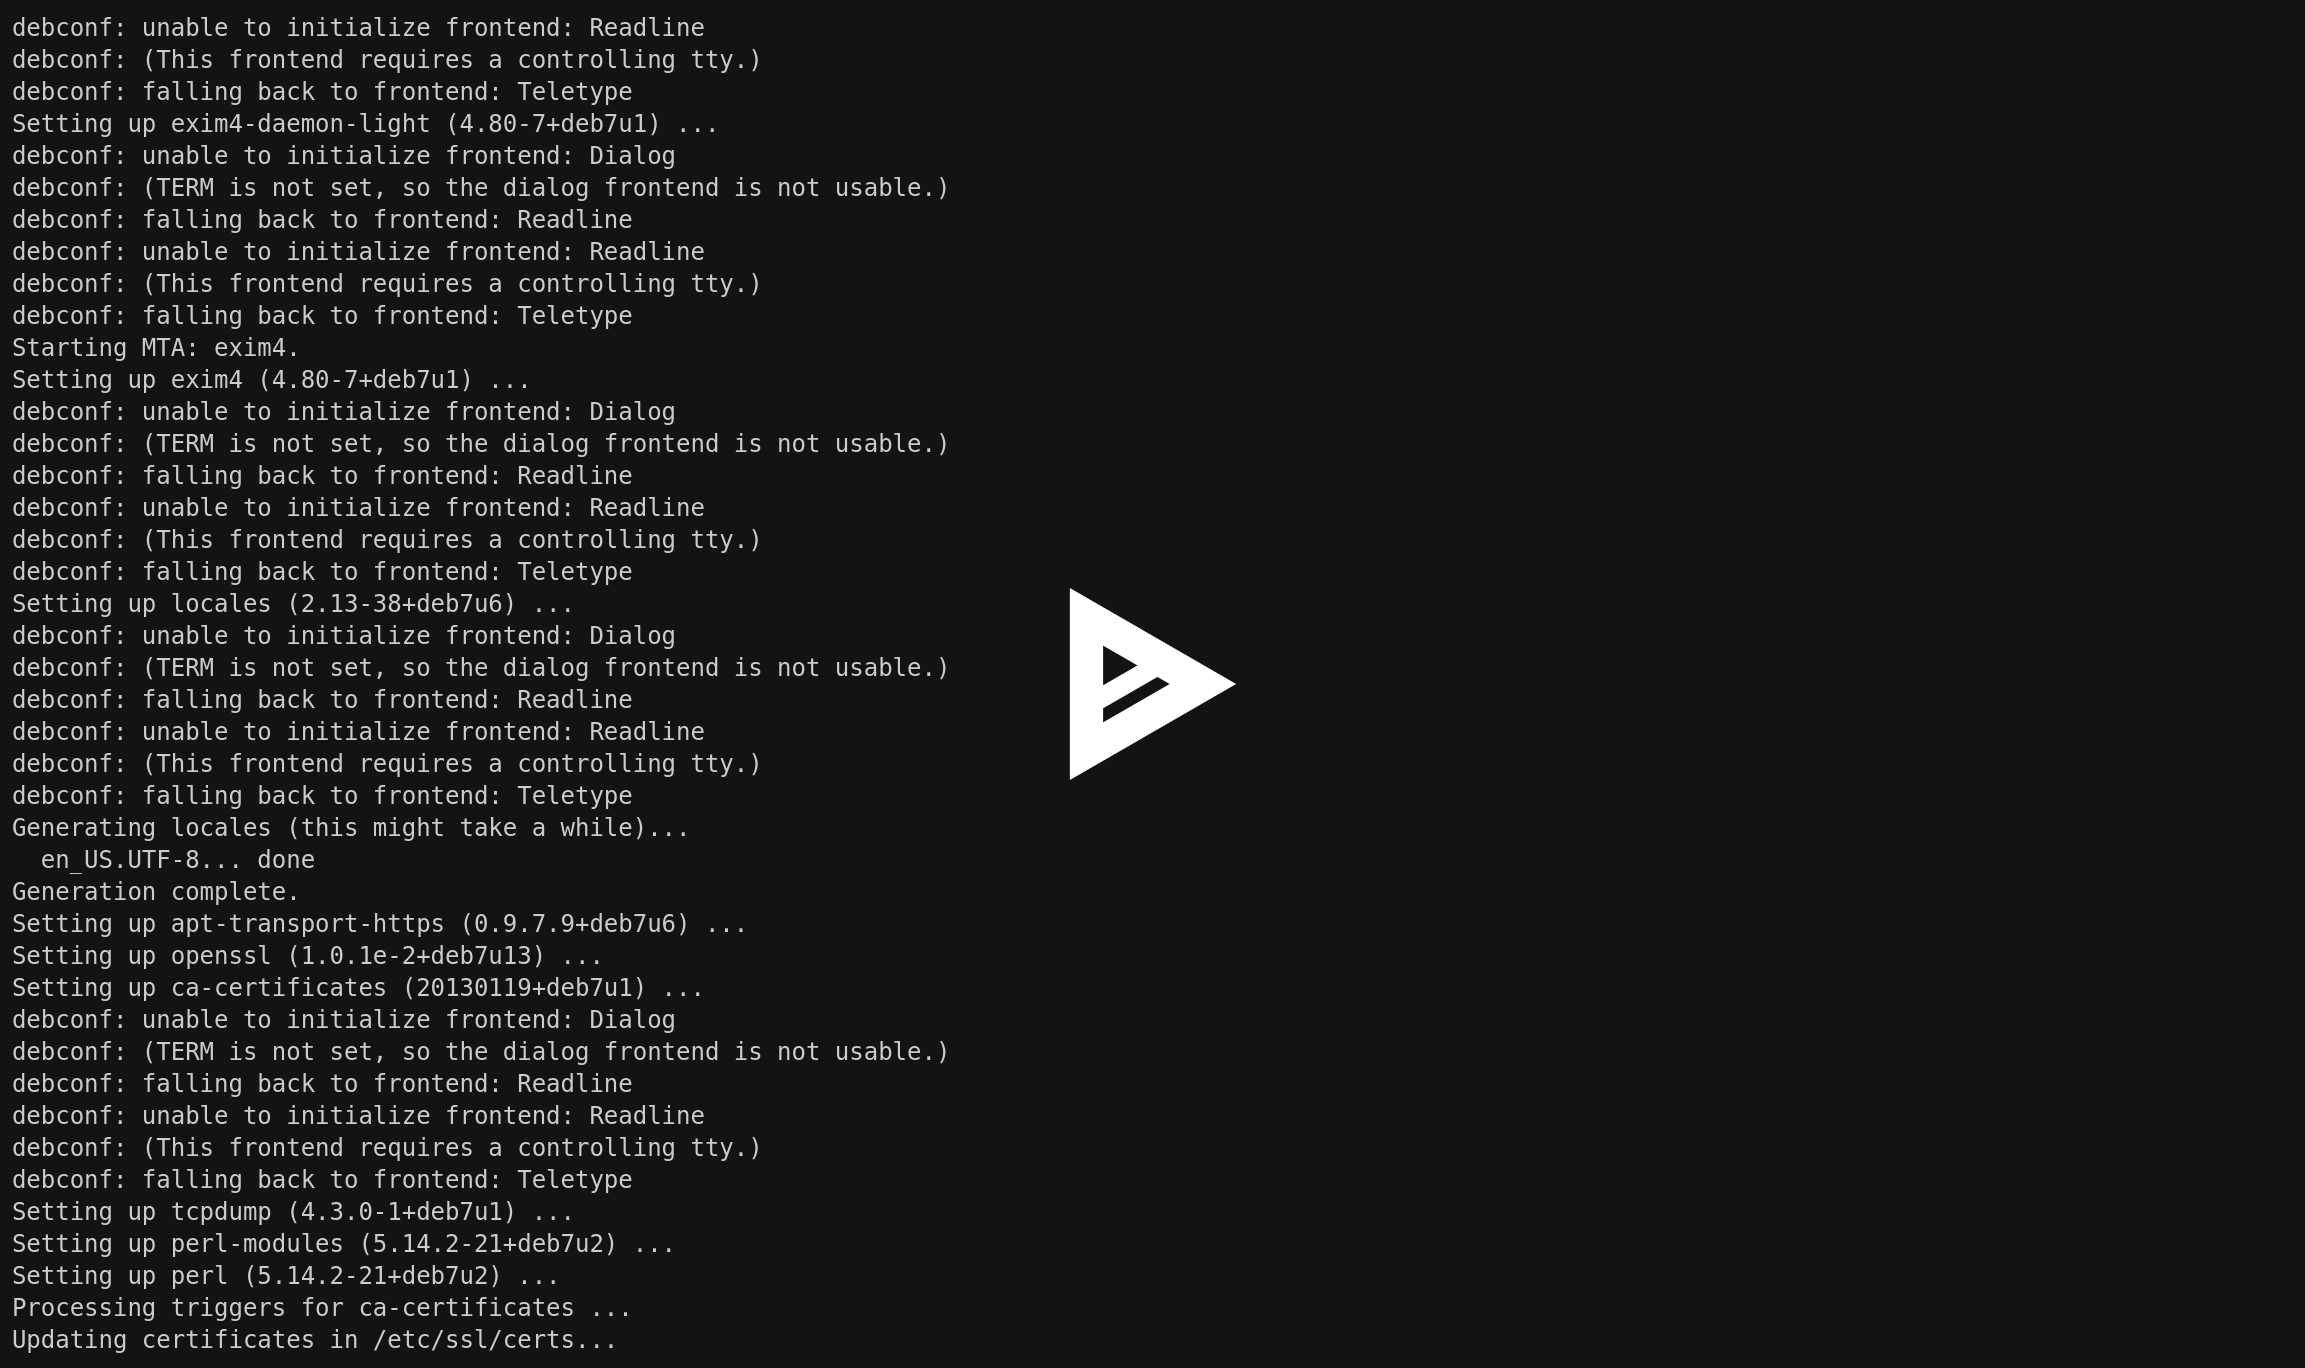 debconf: unable to initialize frontend: Readline
debconf: (This frontend requires a controlling tty.)
debconf: falling back to frontend: Teletype
Setting up exim4-daemon-light (4.80-7+deb7u1) ...
debconf: unable to initialize frontend: Dialog
debconf: (TERM is not set, so the dialog frontend is not usable.)
debconf: falling back to frontend: Readline
debconf: unable to initialize frontend: Readline
debconf: (This frontend requires a controlling tty.)
debconf: falling back to frontend: Teletype
Starting MTA: exim4.
Setting up exim4 (4.80-7+deb7u1) ...
debconf: unable to initialize frontend: Dialog
debconf: (TERM is not set, so the dialog frontend is not usable.)
debconf: falling back to frontend: Readline
debconf: unable to initialize frontend: Readline
debconf: (This frontend requires a controlling tty.)
debconf: falling back to frontend: Teletype
Setting up locales (2.13-38+deb7u6) ...
debconf: unable to initialize frontend: Dialog
debconf: (TERM is not set, so the dialog frontend is not usable.)
debconf: falling back to frontend: Readline
debconf: unable to initialize frontend: Readline
debconf: (This frontend requires a controlling tty.)
debconf: falling back to frontend: Teletype
Generating locales (this might take a while)...
  en_US.UTF-8... done
Generation complete.
Setting up apt-transport-https (0.9.7.9+deb7u6) ...
Setting up openssl (1.0.1e-2+deb7u13) ...
Setting up ca-certificates (20130119+deb7u1) ...
debconf: unable to initialize frontend: Dialog
debconf: (TERM is not set, so the dialog frontend is not usable.)
debconf: falling back to frontend: Readline
debconf: unable to initialize frontend: Readline
debconf: (This frontend requires a controlling tty.)
debconf: falling back to frontend: Teletype
Setting up tcpdump (4.3.0-1+deb7u1) ...
Setting up perl-modules (5.14.2-21+deb7u2) ...
Setting up perl (5.14.2-21+deb7u2) ...
Processing triggers for ca-certificates ...
Updating certificates in /etc/ssl/certs...